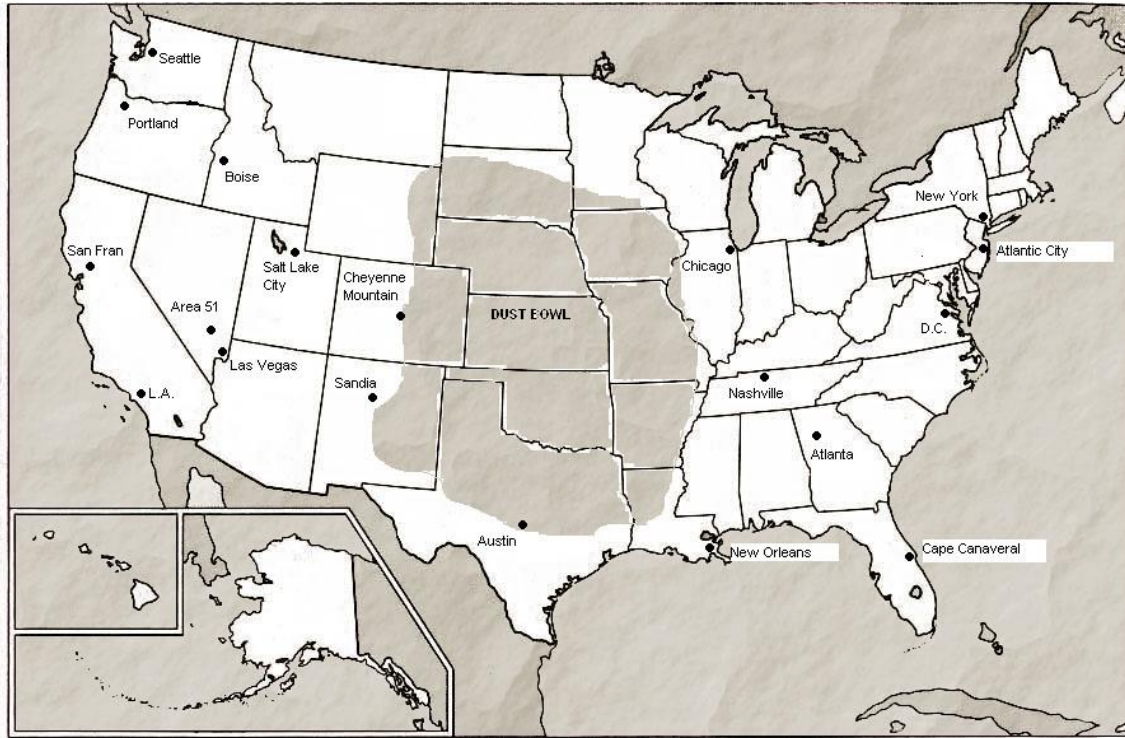 Seattle
Portland
Boise
New York
San Fran
Salt Lake
City
Cheyenne
Mountain
Chicago
Atlantic City
Area 51
DUST BOWL
D.C.
Las Vegas
L.A.
Sandia
Nashville
Atlanta
Austin
New Orleans
Cape Canaveral